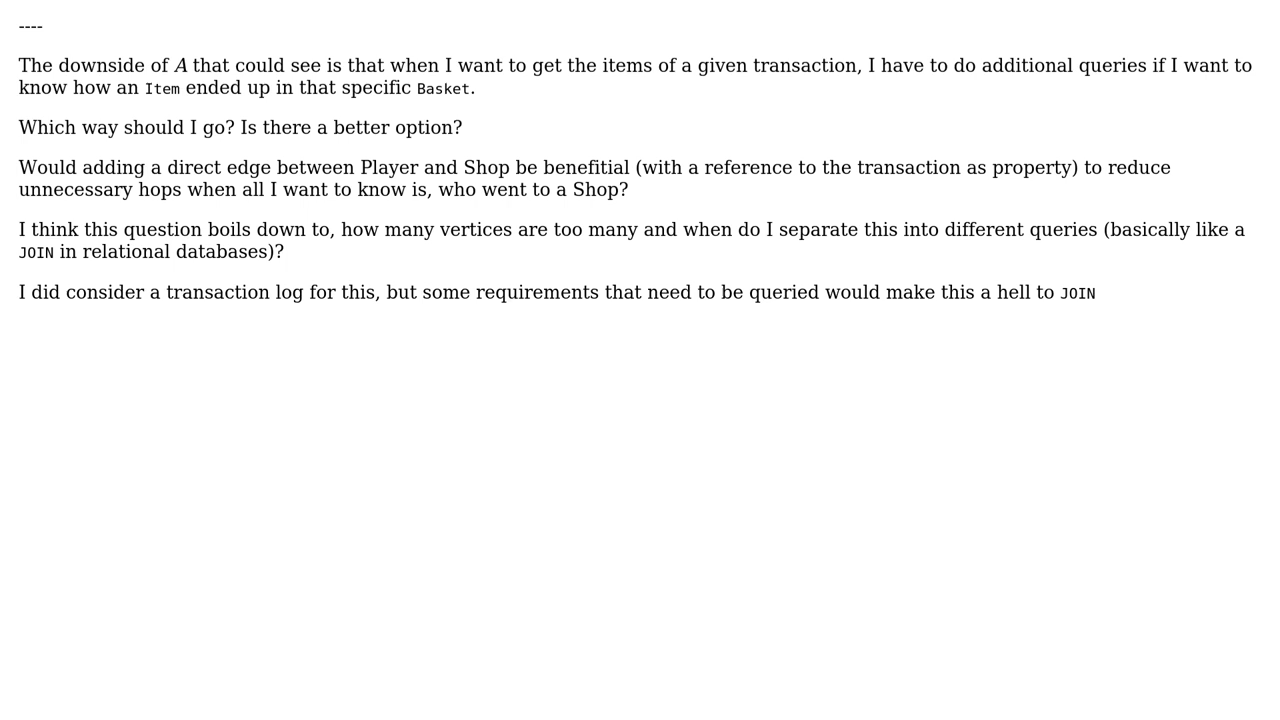 ----
The downside of A that could see is that when I want to get the items of a given transaction, I have to do additional queries if I want to
know how an Item ended up in that specific Basket.
Which way should I go? Is there a better option?
Would adding a direct edge between Player and Shop be benefitial (with a reference to the transaction as property) to reduce
unnecessary hops when all I want to know is, who went to a Shop?
I think this question boils down to, how many vertices are too many and when do I separate this into different queries (basically like a
JOIN in relational databases)?
I did consider a transaction log for this, but some requirements that need to be queried would make this a hell to JOIN